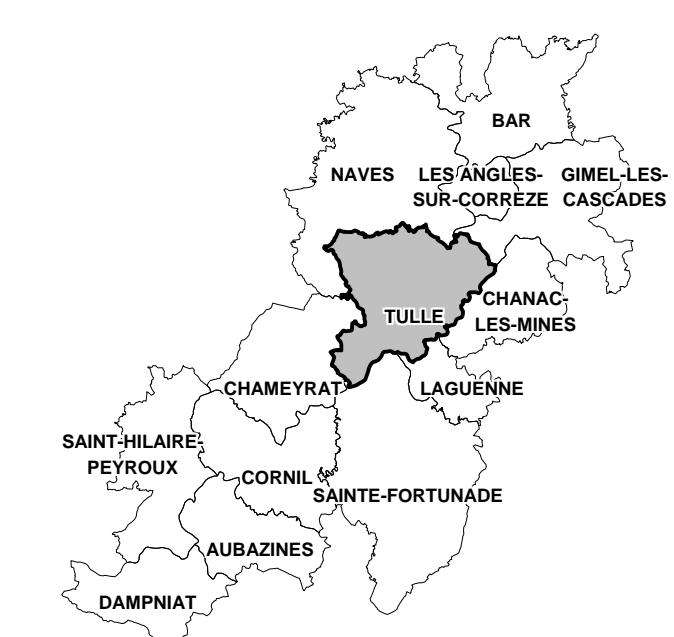 BAR
NAVES
LES ANGLES-
SUR-CORREZE
GIMEL-LES-
CASCADES
CHANAC-
LES-MINES
TULLE
CHAMEYRAT
LAGUENNE
SAINT-HILAIRE-
PEYROUX
CORNIL
SAINTE-FORTUNADE
AUBAZINES
DAMPNIAT